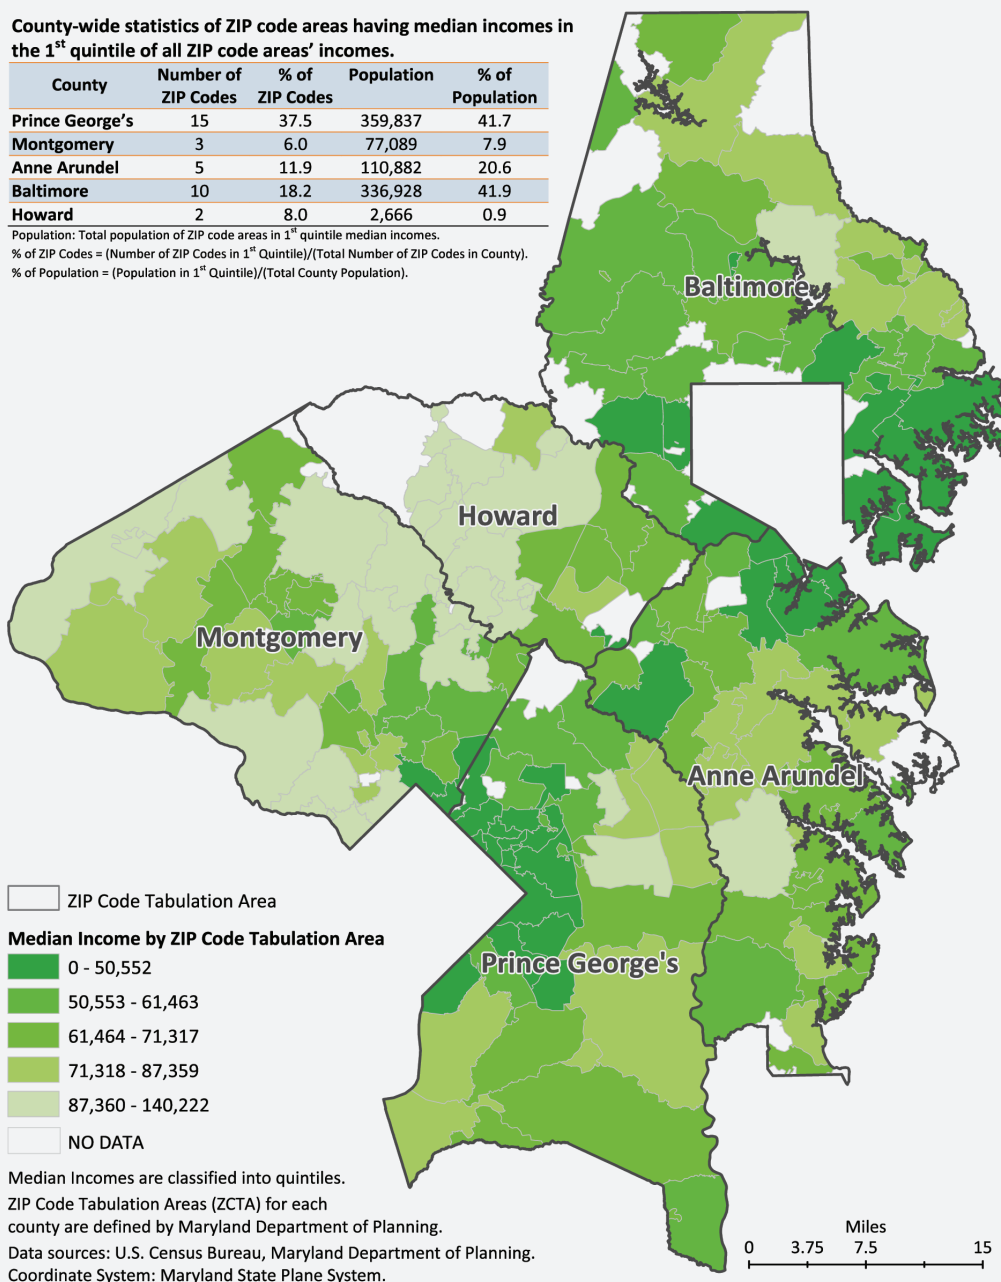 County-wide statistics of ZIP code areas having median incomes in
the 1st quintile of all ZIP code areas' incomes.
County Number of ZIP Codes % of ZIP Codes Population % of Population
Prince George's 15 37.5 359,837 41.7
Montgomery 3 6.0 77,089 7.9
Anne Arundel 5 11.9 110,882 20.6
Baltimore 10 18.2 336,928 41.9
Howard 2 8.0 2,666 0.9
Population: Total population of ZIP code areas in 1st quintile median incomes.
% of ZIP Codes = (Number of ZIP Codes in 1st Quintile)/(Total Number of ZIP Codes in County).
% of Population = (Population in 1st Quintile)/(Total County Population).
Baltimore
Howard
Montgomery
Anne Arundel
Prince George's
ZIP Code Tabulation Area
Median Income by ZIP Code Tabulation Area
0 - 50,552
50,553 - 61,463
61,464 - 71,317
71,318 - 87,359
87,360 - 140,222
NO DATA
Median Incomes are classified into quintiles.
ZIP Code Tabulation Areas (ZCTA) for each
county are defined by Maryland Department of Planning.
Data sources: U.S. Census Bureau, Maryland Department of Planning.
Coordinate System: Maryland State Plane System.
Miles
0 3.75 7.5 15